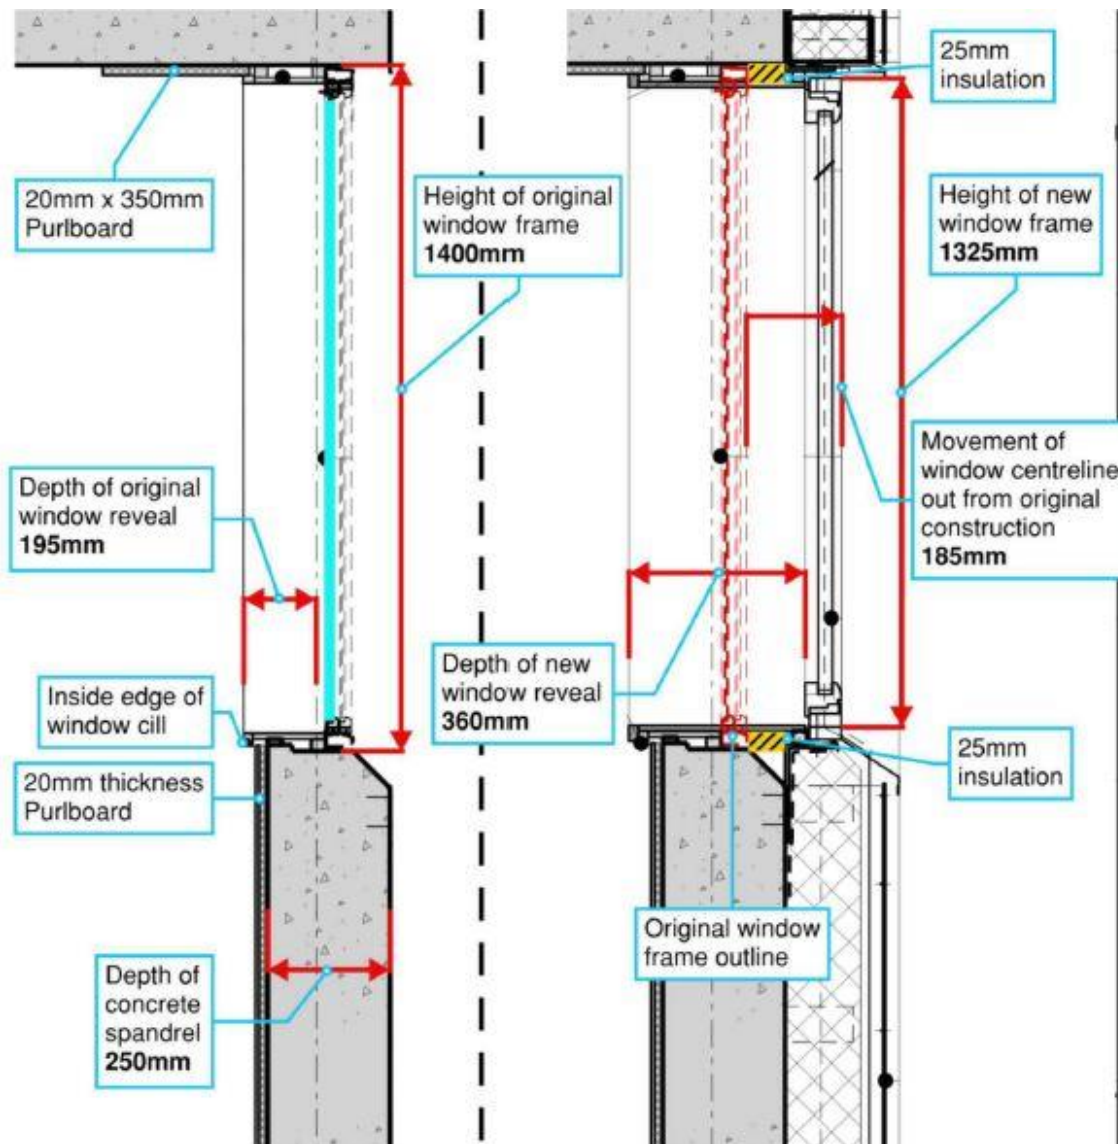 20mm x 350mm
Purlboard
Height of original
window frame
1400mm
Depth of original
window reveal
195mm
Inside edge of
window cill
20mm thickness
Purlboard
Depth of
concrete
spandrel
250mm
25mm
insulation
Height of new
window frame
1325mm
Movement of
window centreline
out from original
construction
185mm
Depth of new
window reveal
360mm
25mm
insulation
Original window
frame outline